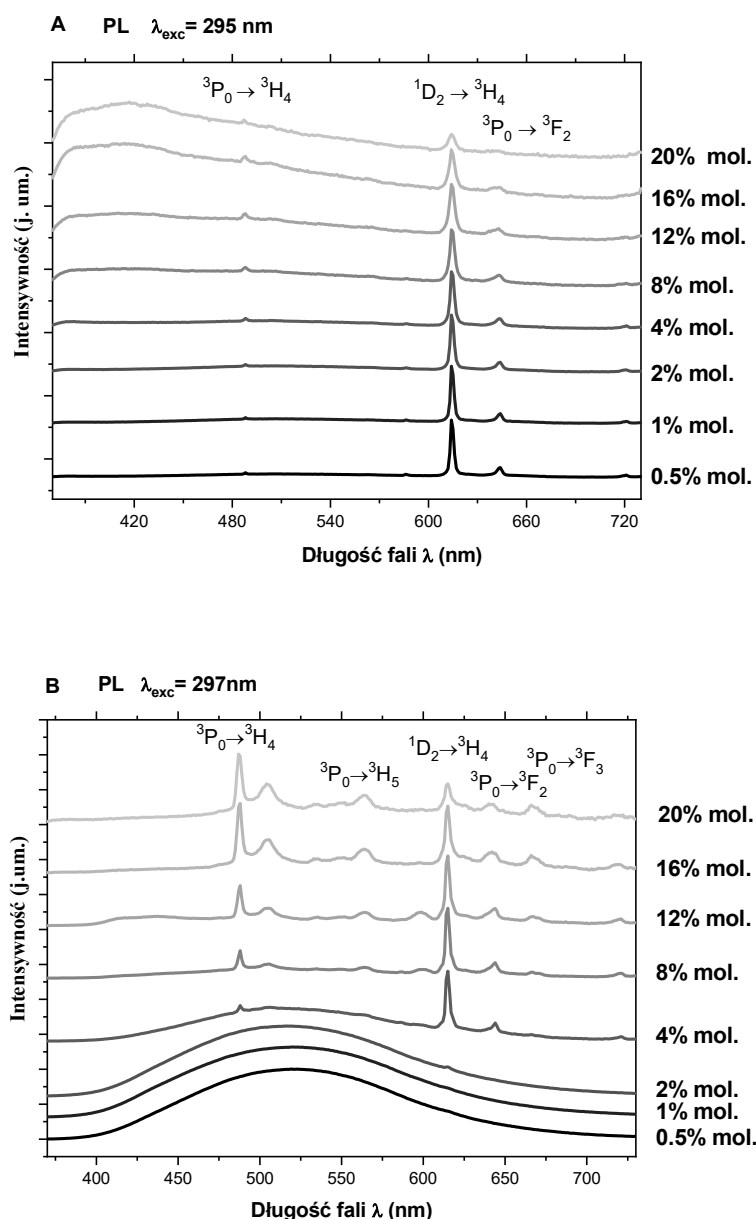 A PL λexc= 295 nm
³P₀ → ³H₄
¹D₂ → ³H₄
³P₀ → ³F₂
20% mol.
16% mol.
12% mol.
8% mol.
4% mol.
2% mol.
1% mol.
0.5% mol.
Intensywność (j. um.)
420 480 540 600 660 720
Długość fali λ (nm)
B PL λexc= 297nm
³P₀→³H₄
³P₀→³H₅
¹D₂→³H₄
³P₀→³F₂
³P₀→³F₃
20% mol.
16% mol.
12% mol.
8% mol.
4% mol.
2% mol.
1% mol.
0.5% mol.
Intensywność (j.um.)
400 450 500 550 600 650 700
Długość fali λ (nm)